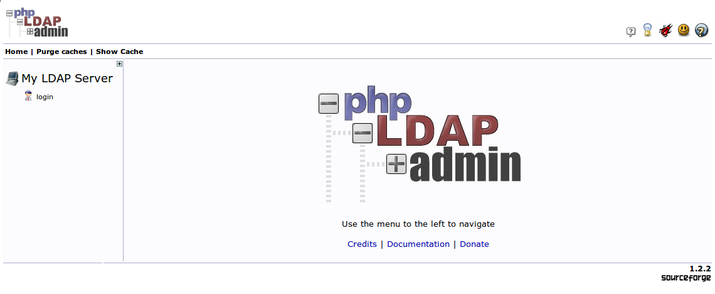 php
LDAP
admin
Home | Purge caches | Show Cache
My LDAP Server
login
php
LDAP
admin
Use the menu to the left to navigate
Credits | Documentation | Donate
1.2.2
sourceforge